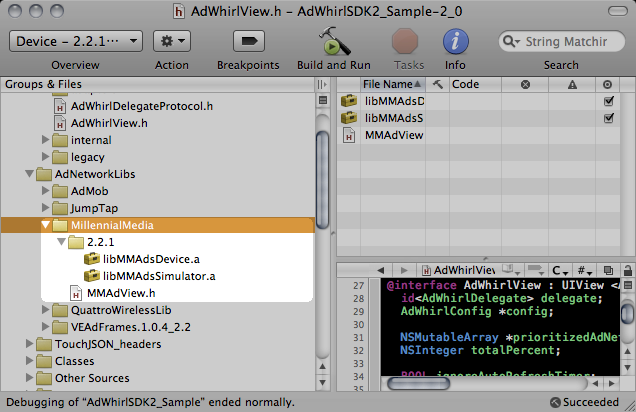 AdWhirlView.h – AdWhirlSDK2_Sample-2_0
Device – 2.2.1...
String Matchir
Overview
Action
Breakpoints
Build and Run
Tasks
Info
Search
Groups & Files
AdWhirlDelegateProtocol.h
AdWhirlView.h
internal
legacy
AdNetworkLibs
AdMob
JumpTap
MillennialMedia
2.2.1
libMMAdsDevice.a
libMMAdsSimulator.a
MMAdView.h
QuattroWirelessLib
VEAdFrames.1.0.4_2.2
TouchJSON_headers
Classes
Other Sources
File Name
Code
libMMAdsD
libMMAdsS
MMAdView
AdWhirlView
C
#
27 @interface AdWhirlView : UIView <A
28 id<AdWhirlDelegate> delegate;
29 AdWhirlConfig *config;
30
31 NSMutableArray *prioritizedAdNet
32 NSInteger totalPercent;
33
34 BOOL ignoreAutoRefreshTimer;
35
Debugging of "AdWhirlSDK2_Sample" ended normally.
Succeeded